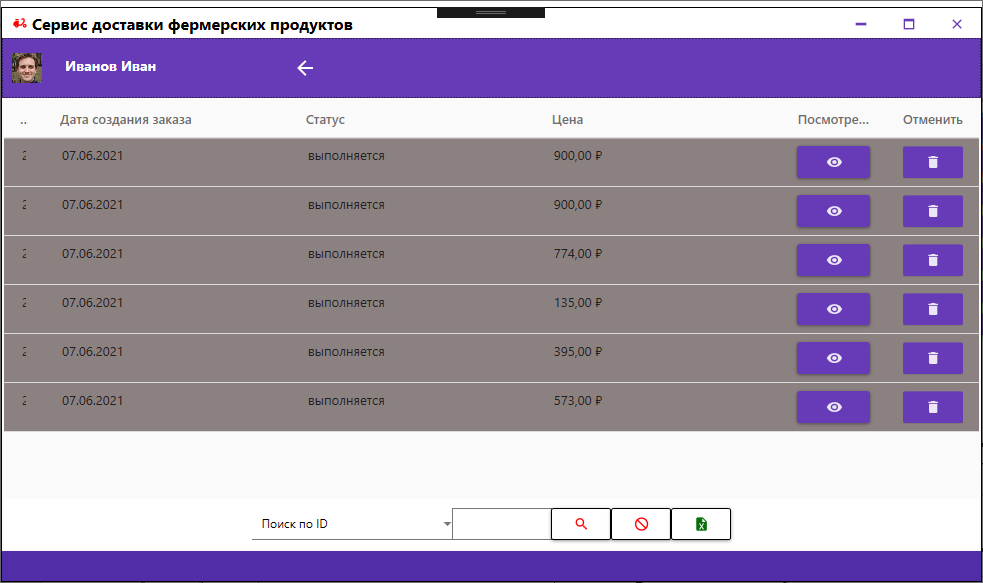 Сервис доставки фермерских продуктов
Иванов Иван
.. Дата создания заказа Статус Цена Посмотре... Отменить
2 07.06.2021 выполняется 900,00 ₽
2 07.06.2021 выполняется 900,00 ₽
2 07.06.2021 выполняется 774,00 ₽
2 07.06.2021 выполняется 135,00 ₽
2 07.06.2021 выполняется 395,00 ₽
2 07.06.2021 выполняется 573,00 ₽
Поиск по ID